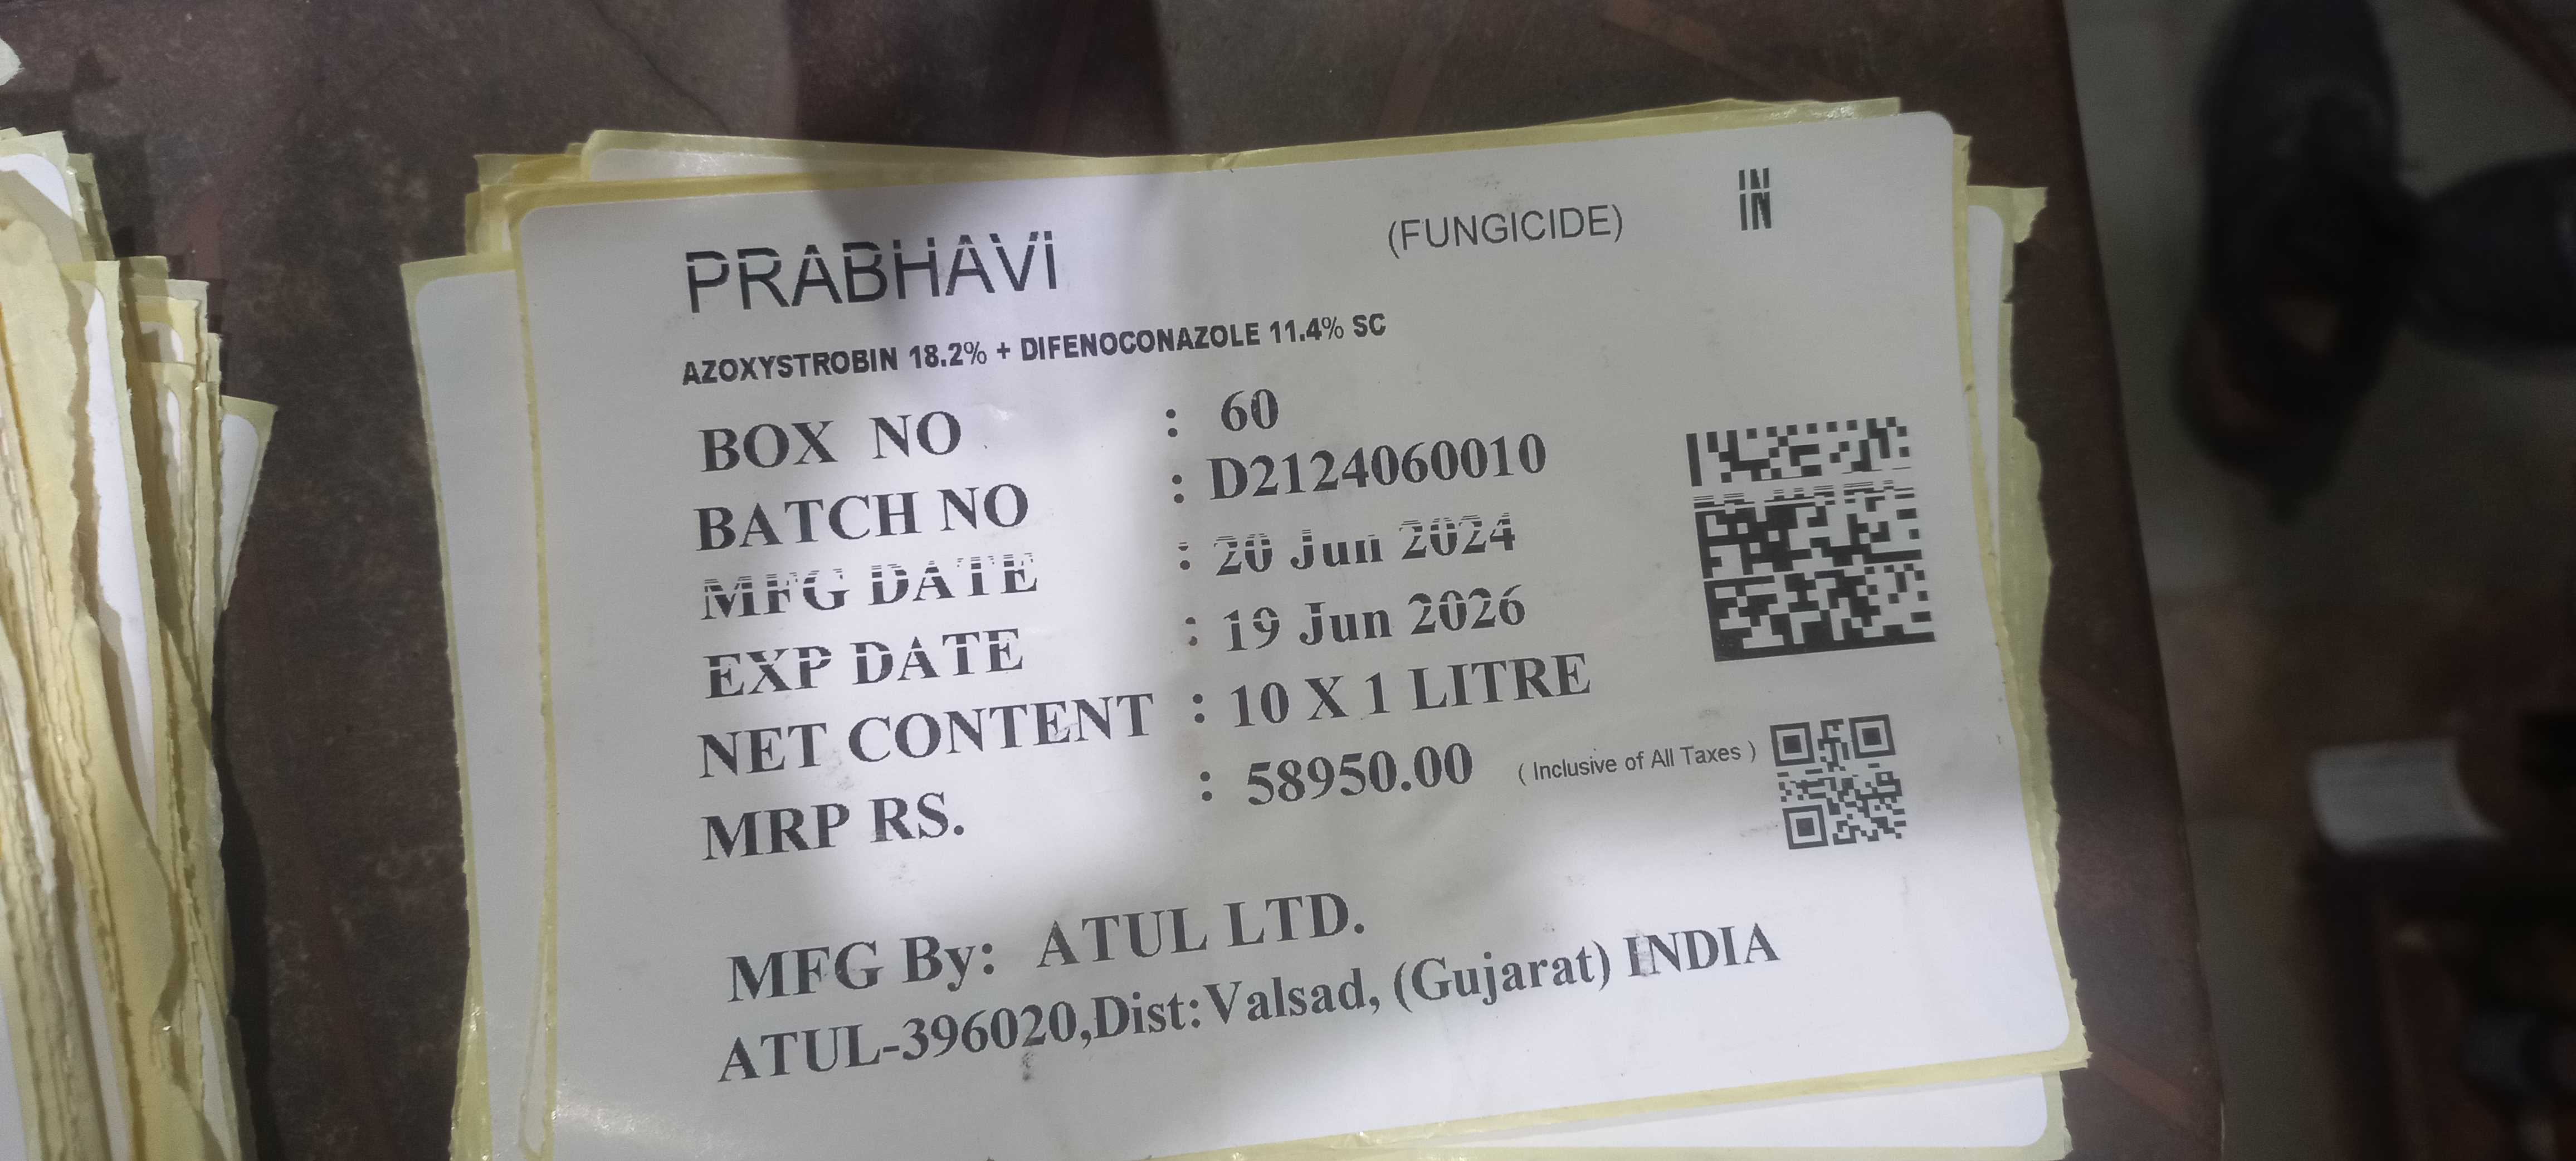 PRABHAVi (FUNGICIDE) IN
AZOXYSTROBIN 18.2% + DIFENOCONAZOLE 11.4% SC
BOX NO : 60
BATCH NO : D2124060010
MFG DATE : 20 Jun 2024
EXP DATE : 19 Jun 2026
NET CONTENT : 10 X 1 LITRE
MRP RS. : 58950.00 ( Inclusive of All Taxes )
MFG By: ATUL LTD.
ATUL-396020,Dist:Valsad, (Gujarat) INDIA